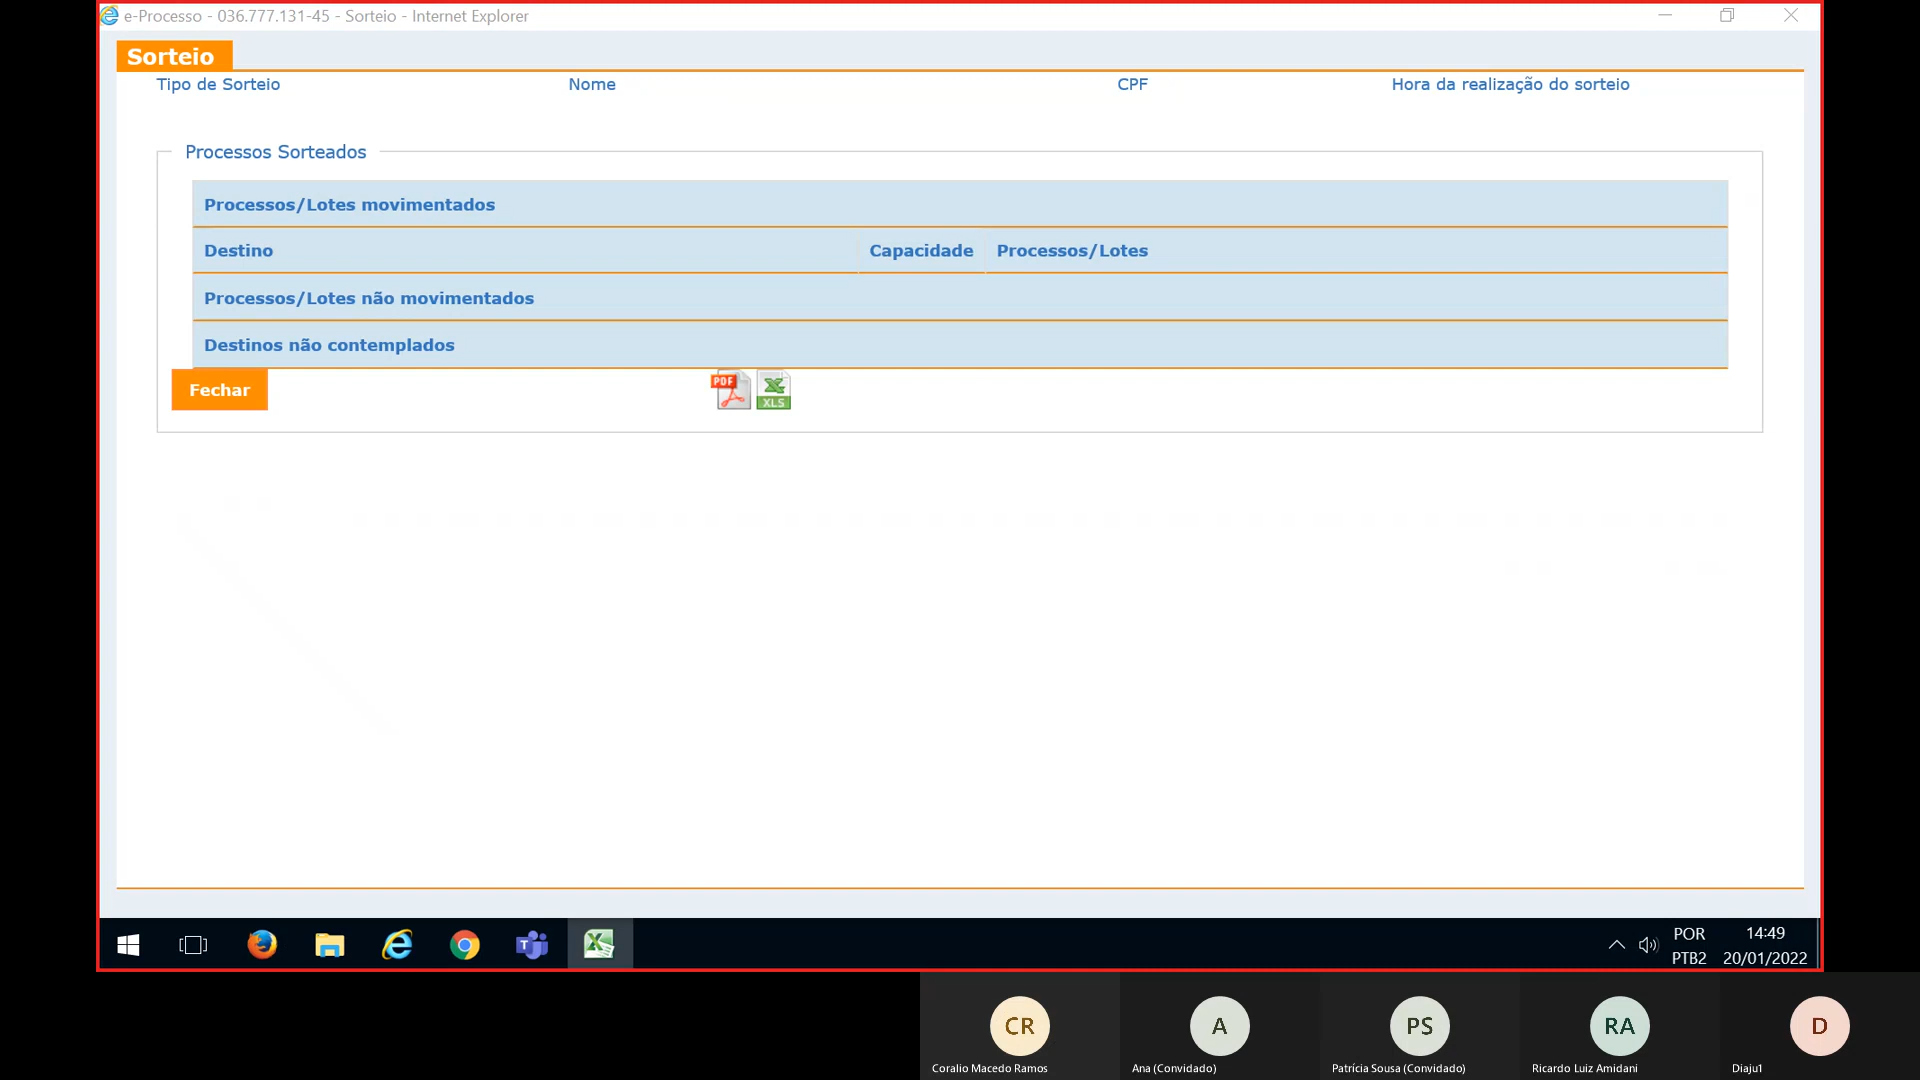 e-Processo - 036.777.131-45 - Sorteio - Internet Explorer
Sorteio
Tipo de Sorteio Nome CPF Hora da realização do sorteio
Processos Sorteados
Processos/Lotes movimentados
Destino Capacidade Processos/Lotes
Processos/Lotes não movimentados
Destinos não contemplados
Fechar PDF XLS
POR 14:49
PTB2 20/01/2022
CR A PS RA D
Coralio Macedo Ramos Ana (Convidado) Patrícia Sousa (Convidado) Ricardo Luiz Amidani Diaju1